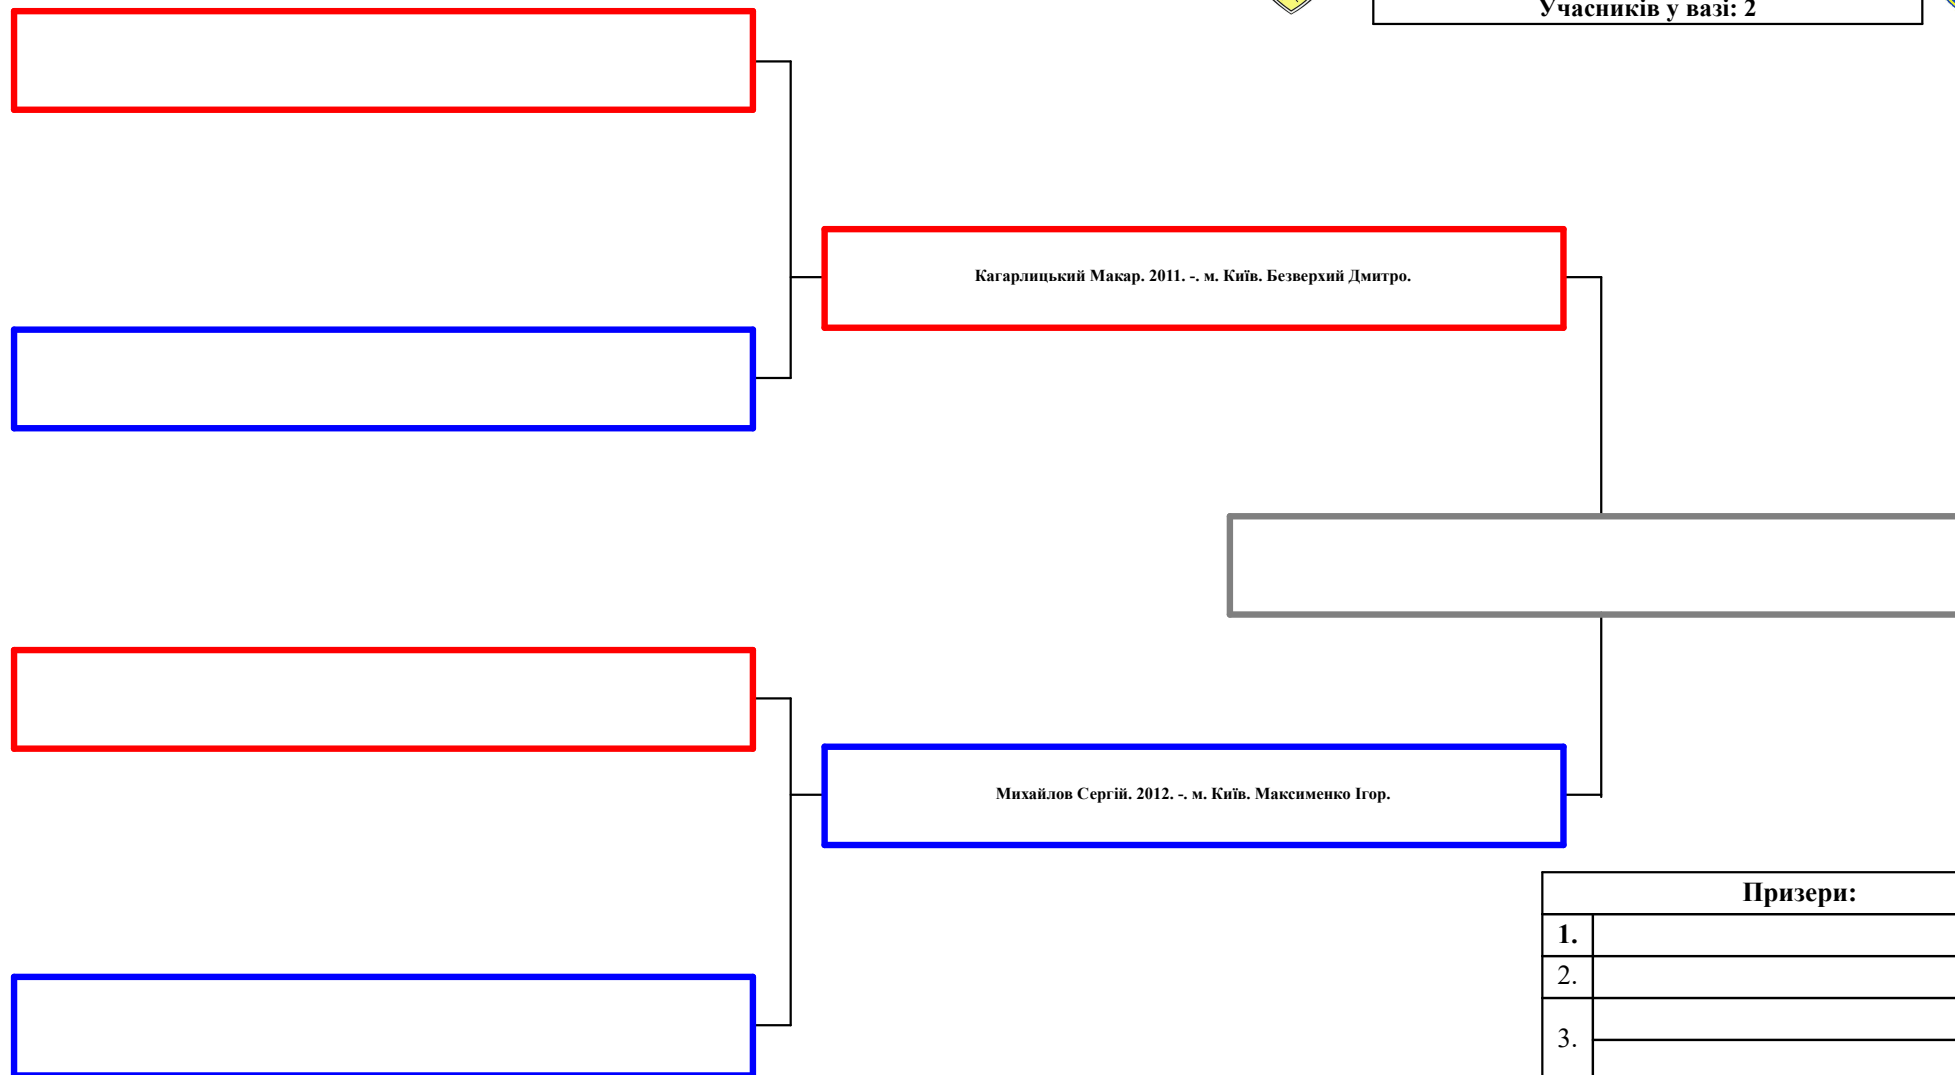 Учасників у вазі: 2
Кагарлицький Макар. 2011. -. м. Київ. Безверхий Дмитро.
Михайлов Сергій. 2012. -. м. Київ. Максименко Ігор.
Призери:
1.
2.
3.